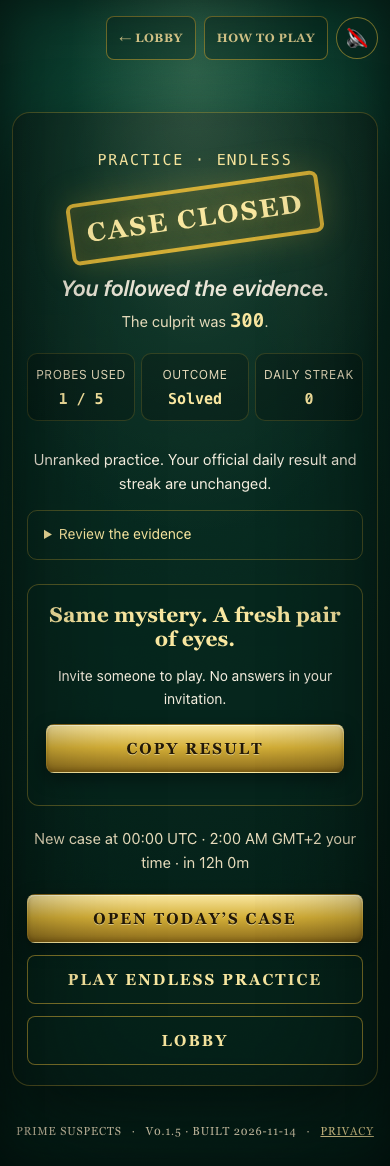 ← LOBBY HOW TO PLAY
PRACTICE · ENDLESS
CASE CLOSED
You followed the evidence.
The culprit was 300.
PROBES USED OUTCOME DAILY STREAK
1 / 5 Solved 0
Unranked practice. Your official daily result and
streak are unchanged.
▶ Review the evidence
Same mystery. A fresh pair
of eyes.
Invite someone to play. No answers in your
invitation.
COPY RESULT
New case at 00:00 UTC · 2:00 AM GMT+2 your
time · in 12h 0m
OPEN TODAY'S CASE
PLAY ENDLESS PRACTICE
LOBBY
PRIME SUSPECTS · V0.1.5 · BUILT 2026-11-14 · PRIVACY